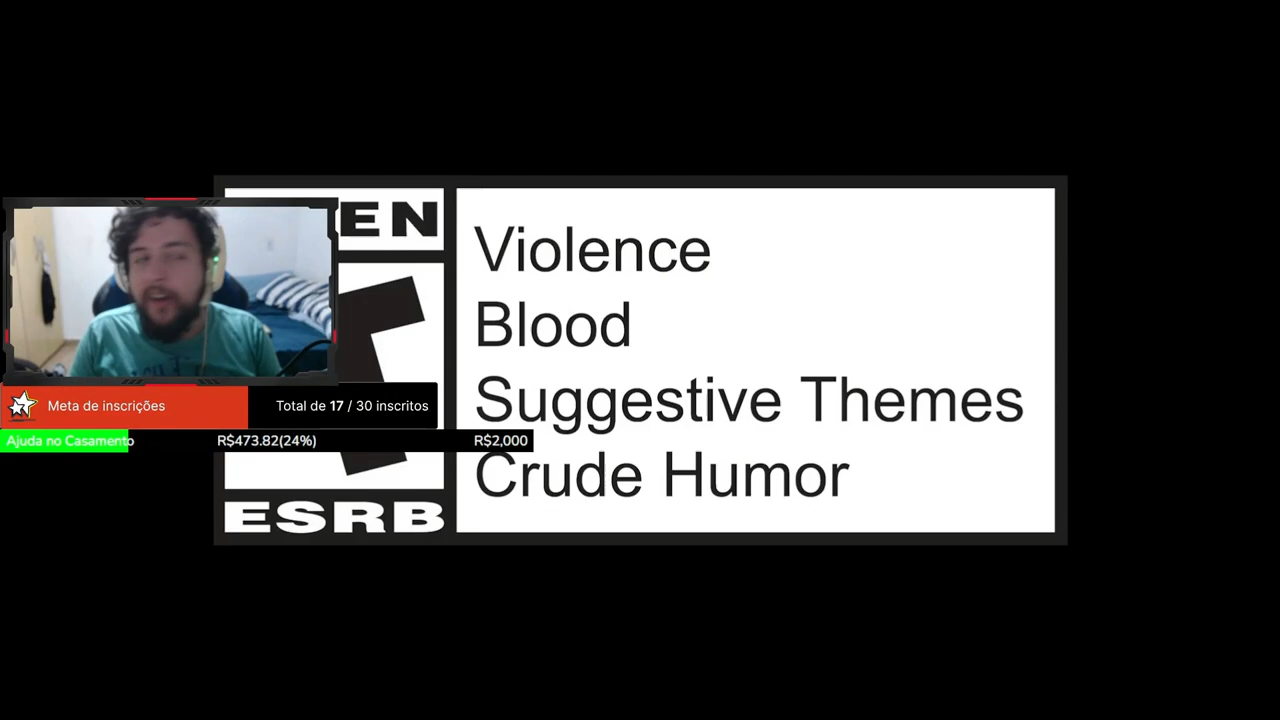 EN
Violence
Blood
Suggestive Themes
Crude Humor
ESRB
Meta de inscrições
Total de 17 / 30 inscritos
Ajuda no Casamento R$473.82(24%) R$2,000